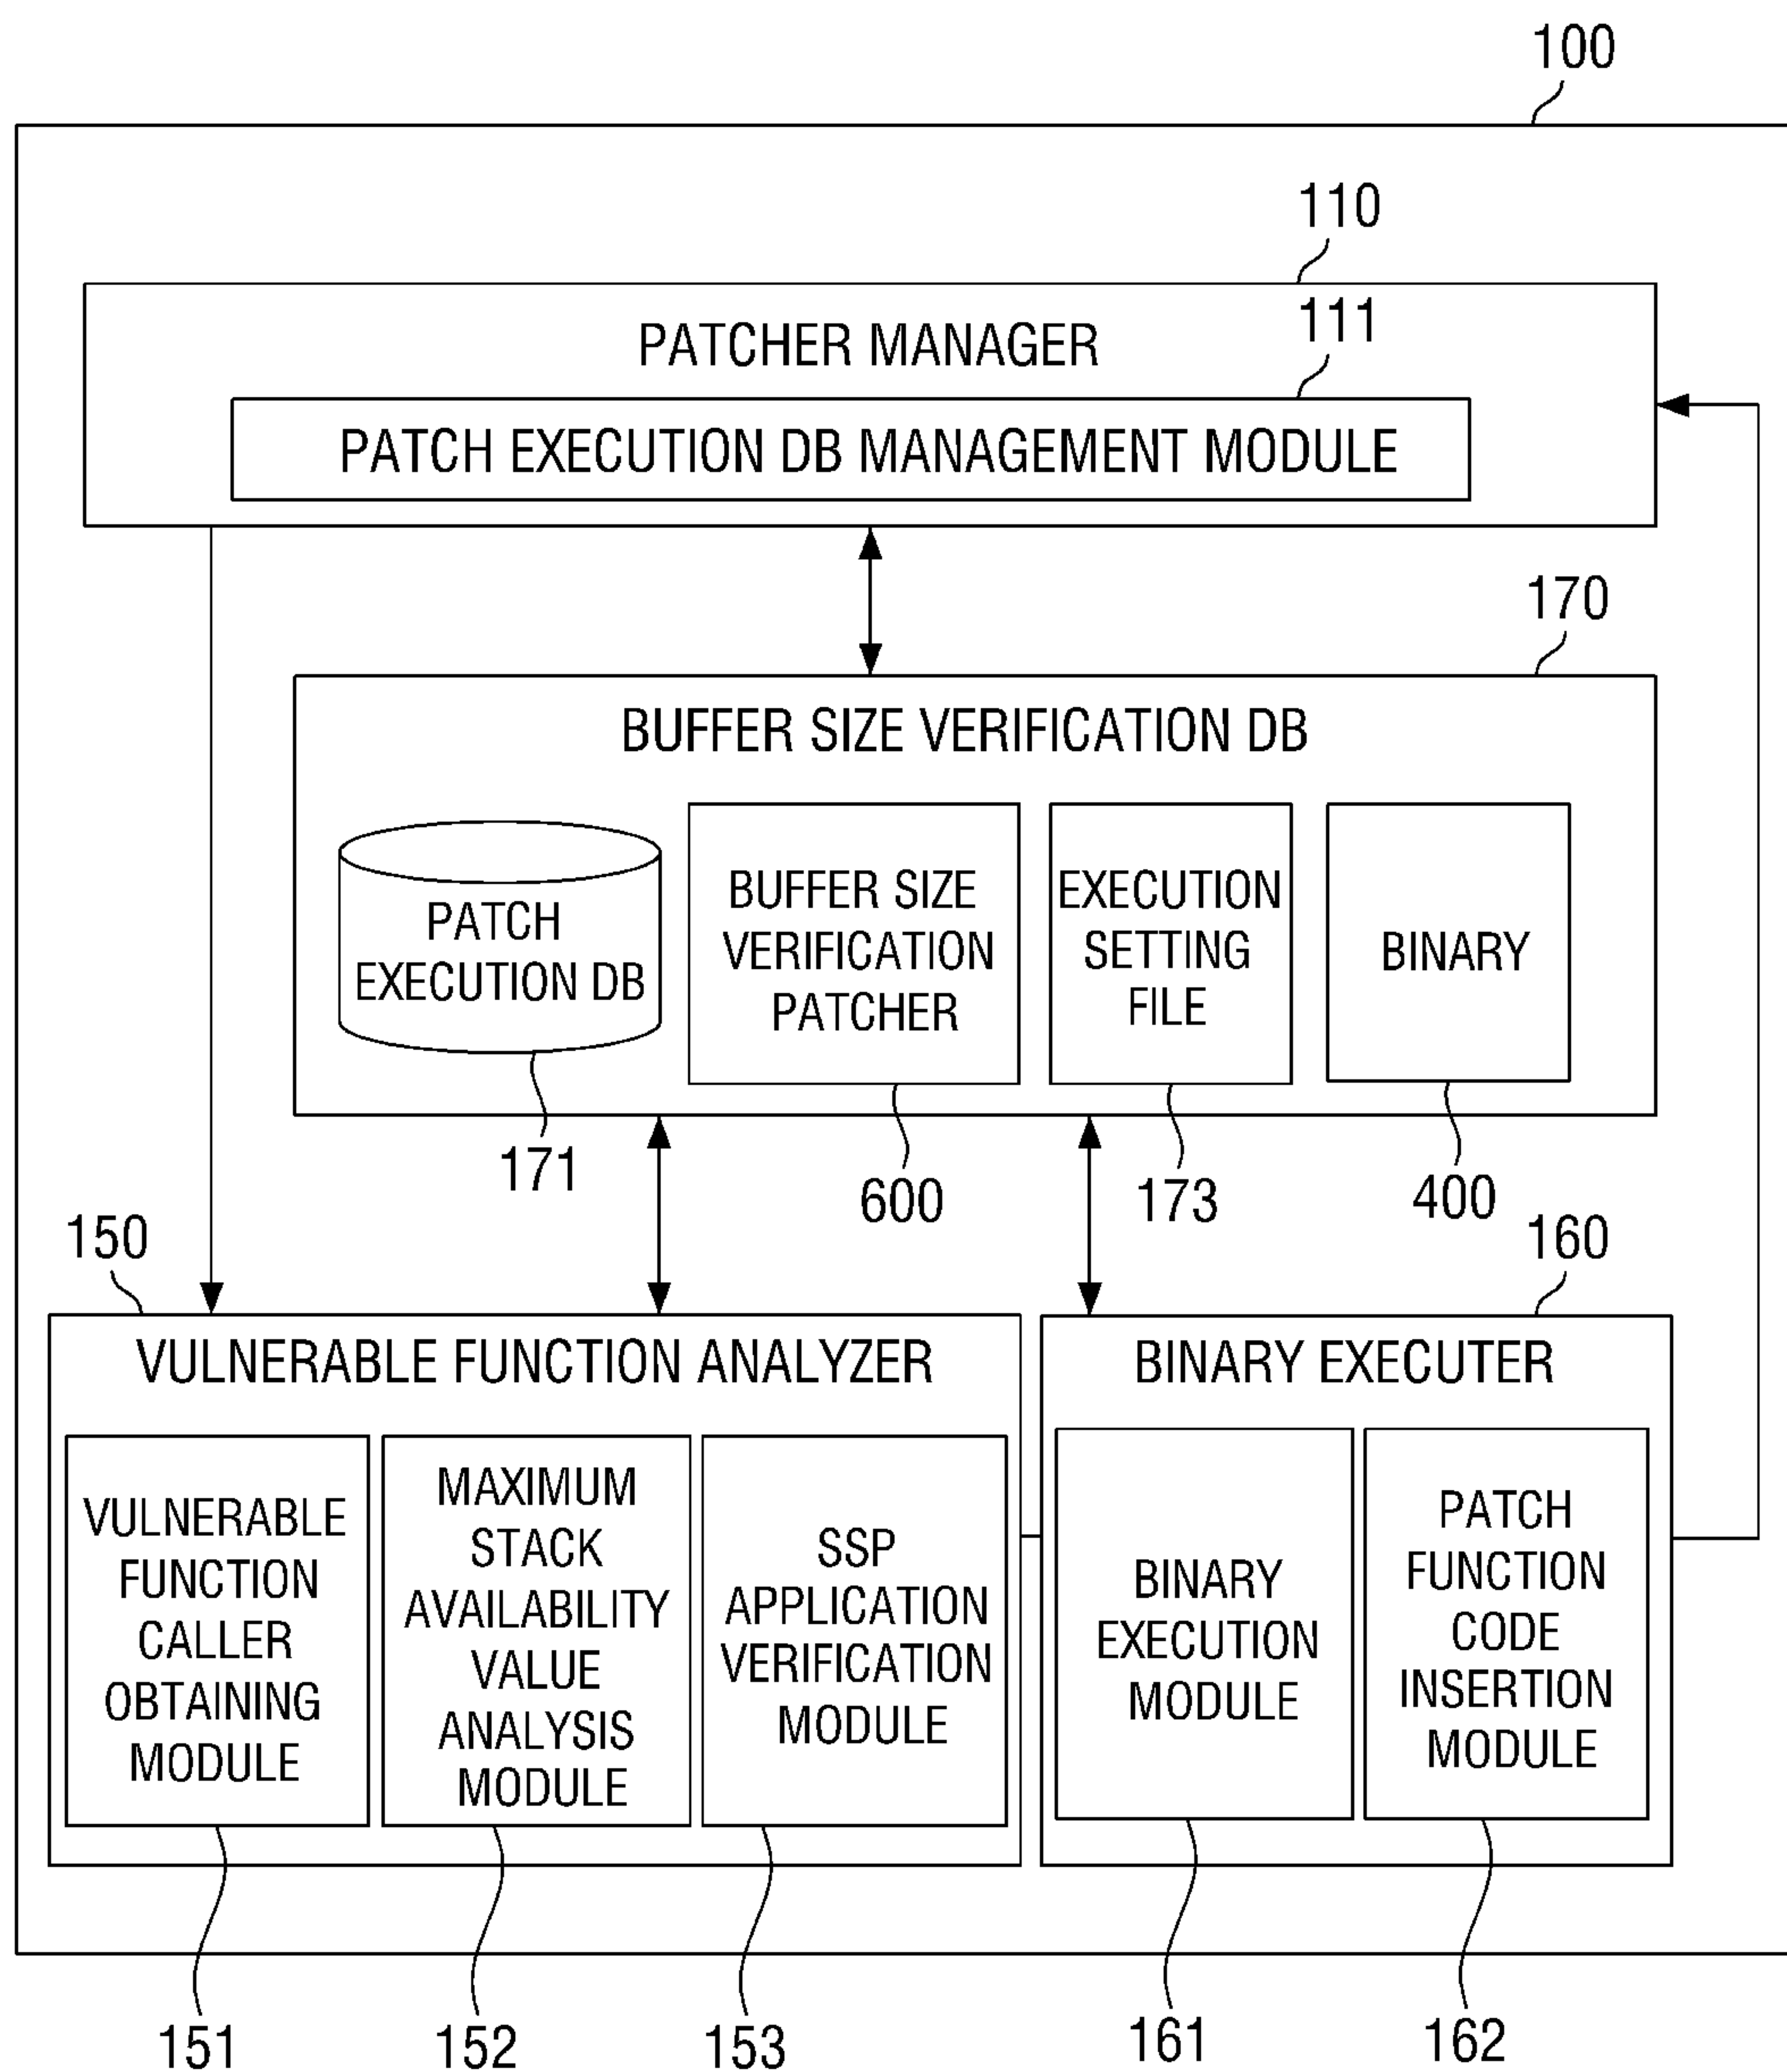 100
110
PATCHER MANAGER
111
PATCH EXECUTION DB MANAGEMENT MODULE
170
BUFFER SIZE VERIFICATION DB
PATCH
EXECUTION DB
BUFFER SIZE
VERIFICATION
PATCHER
EXECUTION
SETTING
FILE
BINARY
171
600
173
400
150
160
VULNERABLE FUNCTION ANALYZER
VULNERABLE
FUNCTION
CALLER
OBTAINING
MODULE
MAXIMUM
STACK
AVAILABILITY
VALUE
ANALYSIS
MODULE
SSP
APPLICATION
VERIFICATION
MODULE
BINARY EXECUTER
BINARY
EXECUTION
MODULE
PATCH
FUNCTION
CODE
INSERTION
MODULE
151
152
153
161
162